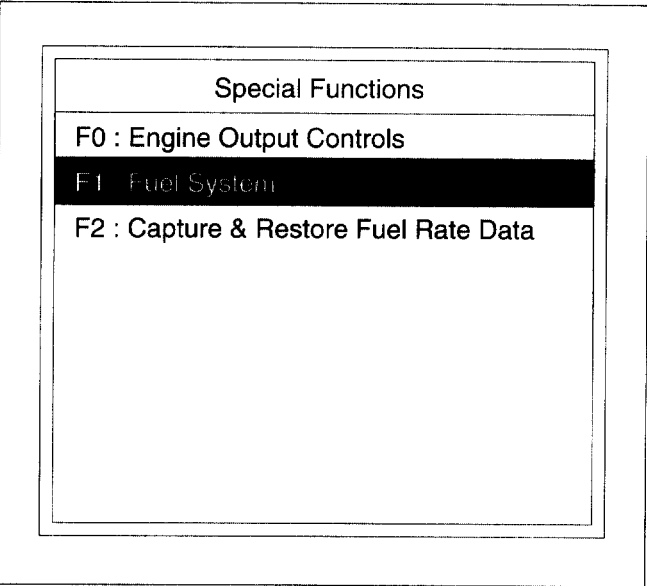 Special Functions
F0 : Engine Output Controls
F1 Fuel System
F2 : Capture & Restore Fuel Rate Data